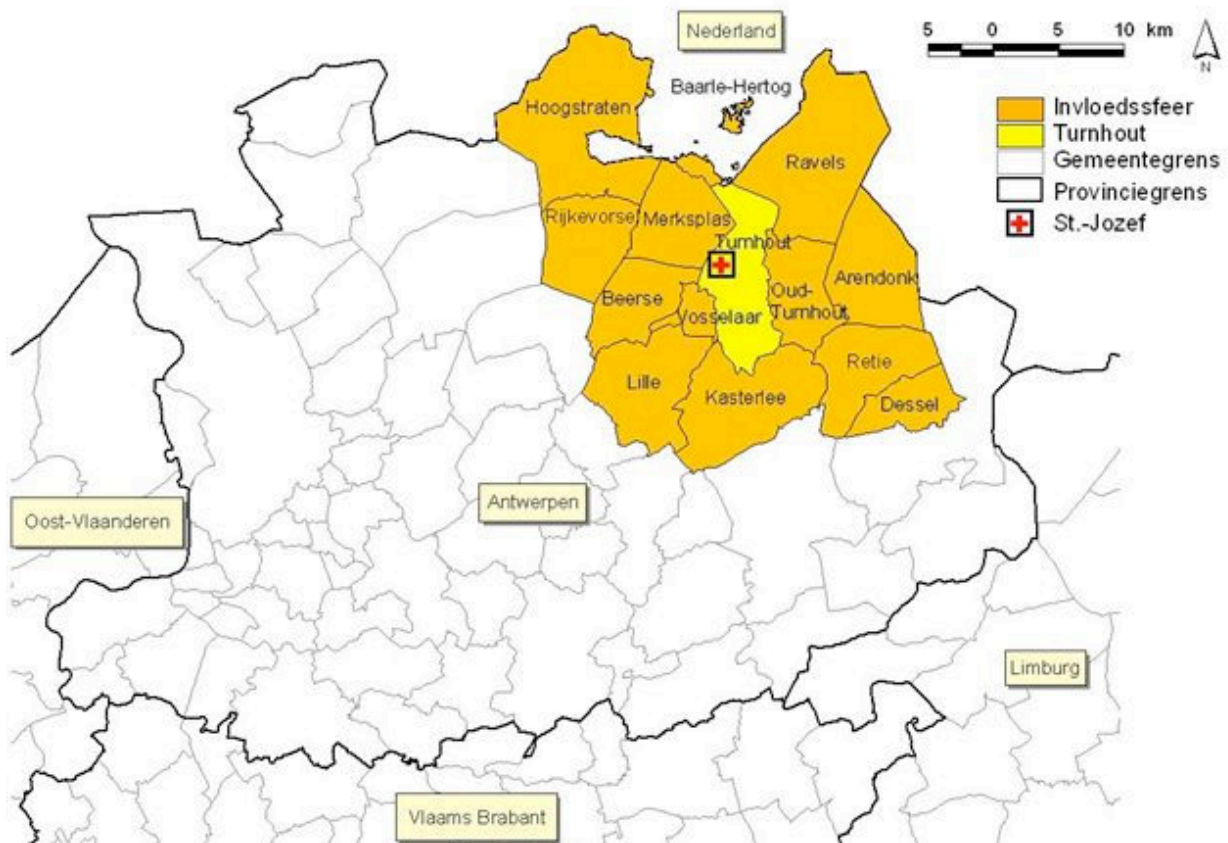 Nederland
5 0 5 10 km
N
Baarle-Hertog
Hoogstraten
Invloedssfeer
Turnhout
Gemeentegrens
Provinciegrens
St.-Jozef
Ravels
Rijkevorse
Merksplas
Turnhout
Arendonk
Beerse
Oud-
Turnhout
Vosselaar
Retie
Lille
Kasterlee
Dessel
Antwerpen
Oost-Vlaanderen
Limburg
Vlaams Brabant